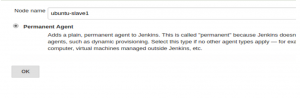 Node name ubuntu-slave1
Permanent Agent
Adds a plain, permanent agent to Jenkins. This is called "permanent" because Jenkins doesn
agents, such as dynamic provisioning. Select this type if no other agent types apply — for exa
computer, virtual machines managed outside Jenkins, etc.
OK